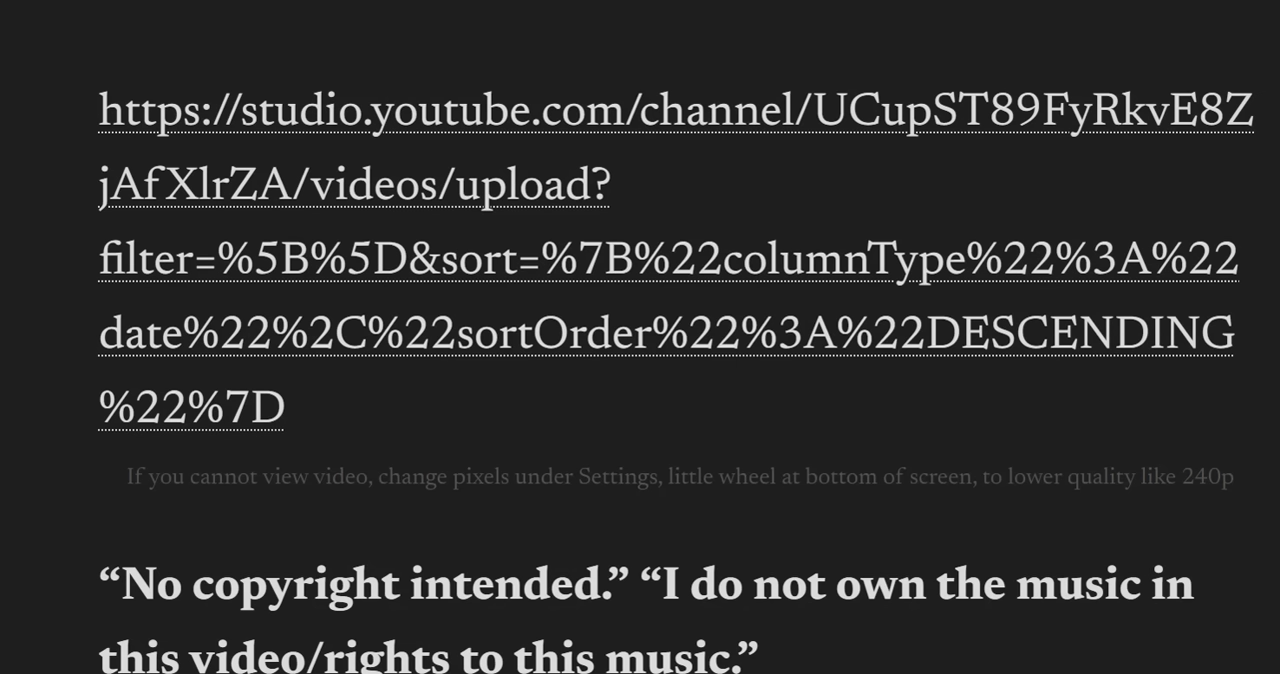 https://studio.youtube.com/channel/UCupST89FyRkvE8Z
jAfXlrZA/videos/upload?
filter=%5B%5D&sort=%7B%22columnType%22%3A%22
date%22%2C%22sortOrder%22%3A%22DESCENDING
%22%7D
If you cannot view video, change pixels under Settings, little wheel at bottom of screen, to lower quality like 240p
“No copyright intended.” “I do not own the music in
this video/rights to this music.”